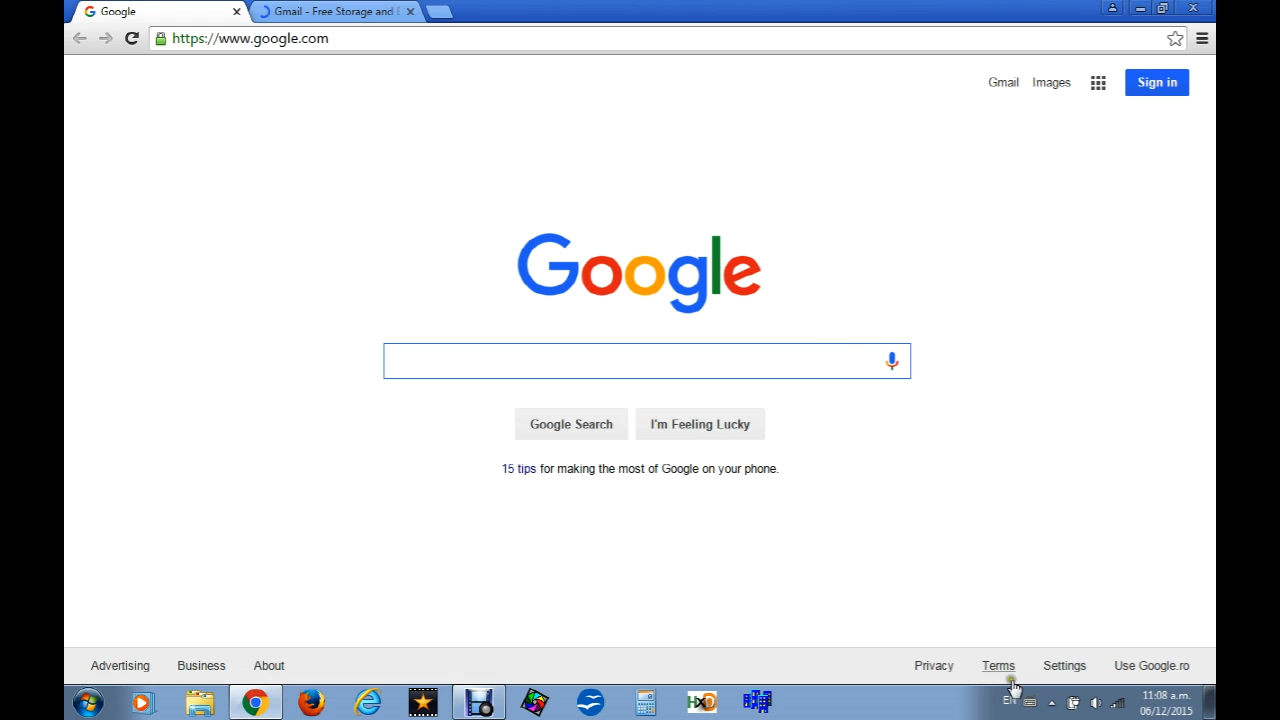 Google
Gmail - Free Storage and
https://www.google.com
Gmail Images Sign in
Google
Google Search I'm Feeling Lucky
15 tips for making the most of Google on your phone.
Advertising Business About Privacy Terms Settings Use Google.ro
HXD EN 11:08 a.m.
06/12/2015